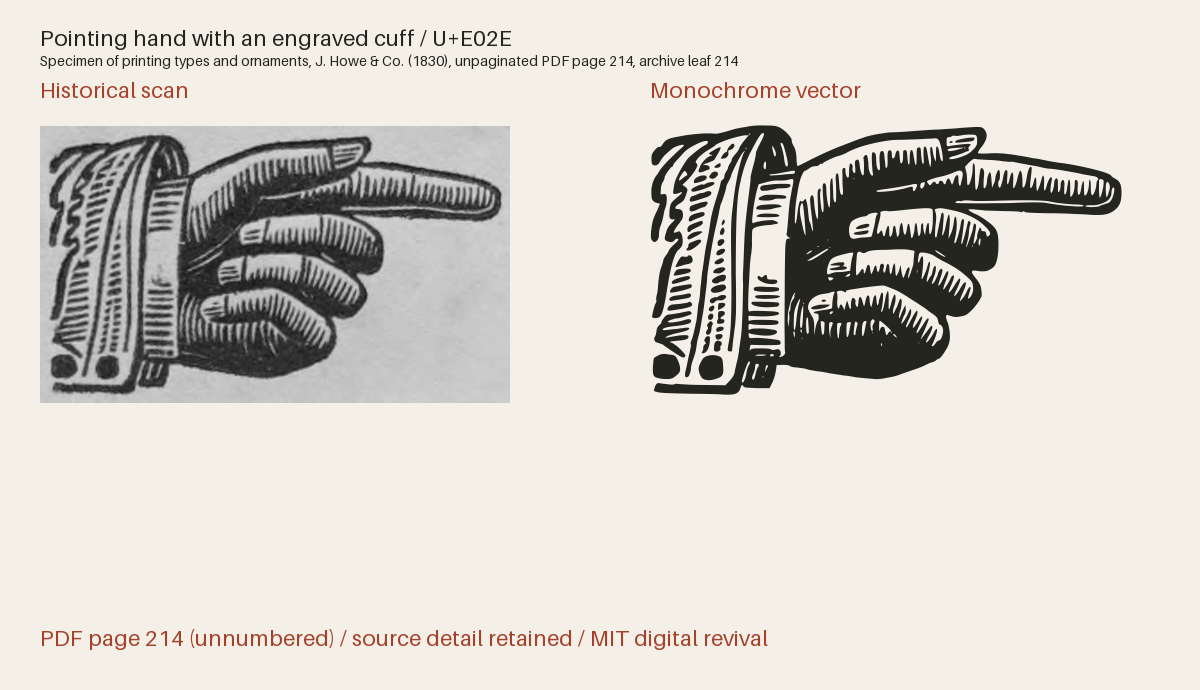 Pointing hand with an engraved cuff / U+E02E
Specimen of printing types and ornaments, J. Howe & Co. (1830), unpaginated PDF page 214, archive leaf 214
Historical scan
Monochrome vector
PDF page 214 (unnumbered) / source detail retained / MIT digital revival